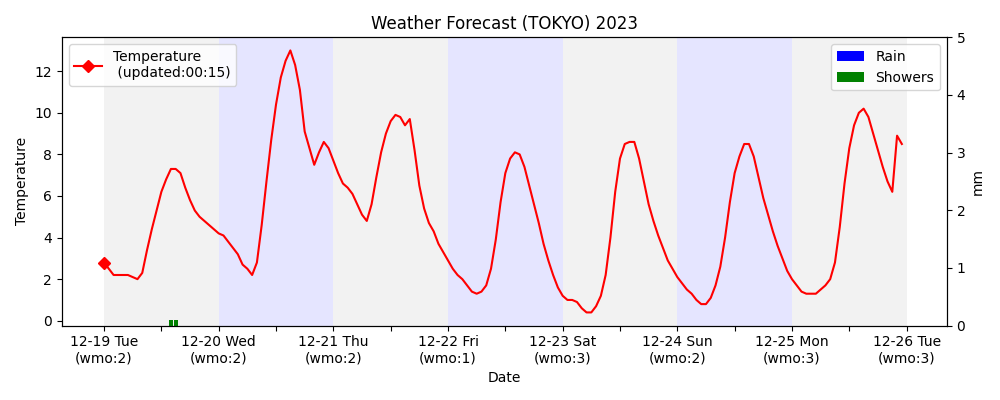 Weather Forecast (TOKYO) 2023
Temperature
(updated:00:15)
Rain
Showers
Temperature
12
10
8
6
4
2
0
5
4
3
2
1
0
mm
12-19 Tue
(wmo:2)
12-20 Wed
(wmo:2)
12-21 Thu
(wmo:2)
12-22 Fri
(wmo:1)
12-23 Sat
(wmo:3)
12-24 Sun
(wmo:2)
12-25 Mon
(wmo:3)
12-26 Tue
(wmo:3)
Date